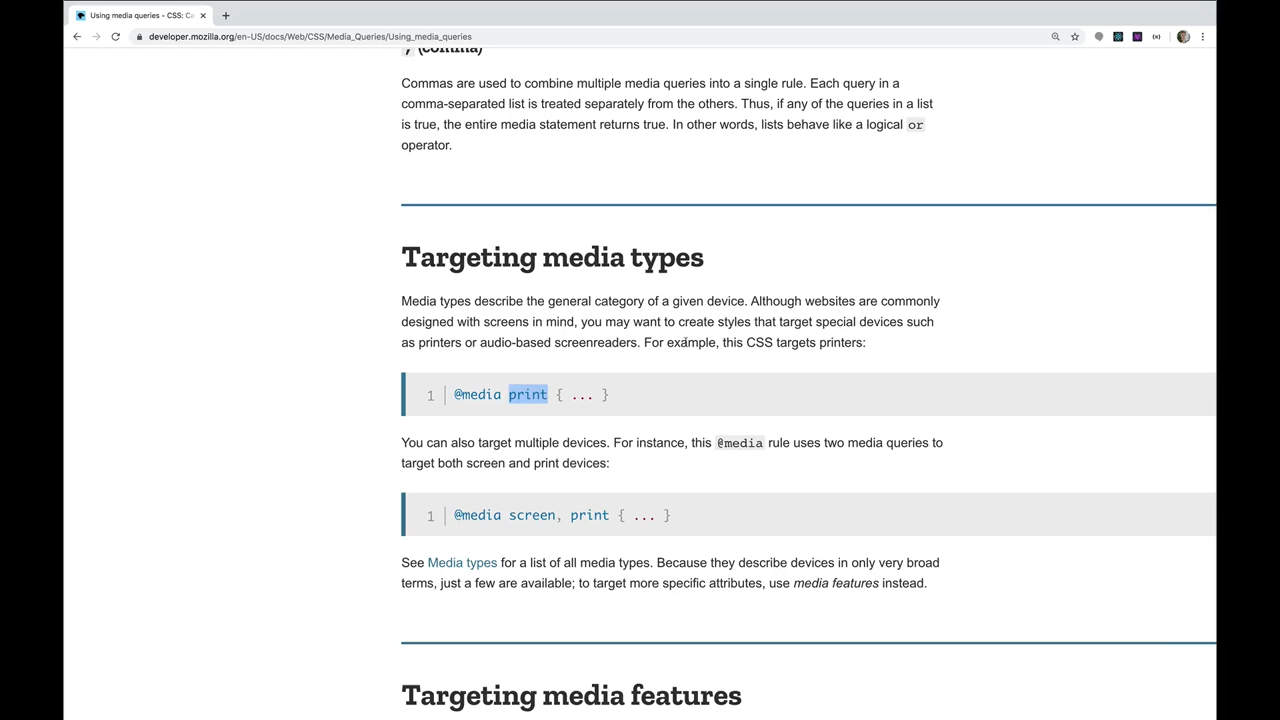 Using media queries - CSS: Ca
developer.mozilla.org/en-US/docs/Web/CSS/Media_Queries/Using_media_queries
, (comma)
Commas are used to combine multiple media queries into a single rule. Each query in a
comma-separated list is treated separately from the others. Thus, if any of the queries in a list
is true, the entire media statement returns true. In other words, lists behave like a logical or
operator.
Targeting media types
Media types describe the general category of a given device. Although websites are commonly
designed with screens in mind, you may want to create styles that target special devices such
as printers or audio-based screenreaders. For example, this CSS targets printers:
1 @media print { ... }
You can also target multiple devices. For instance, this @media rule uses two media queries to
target both screen and print devices:
1 @media screen, print { ... }
See Media types for a list of all media types. Because they describe devices in only very broad
terms, just a few are available; to target more specific attributes, use media features instead.
Targeting media features